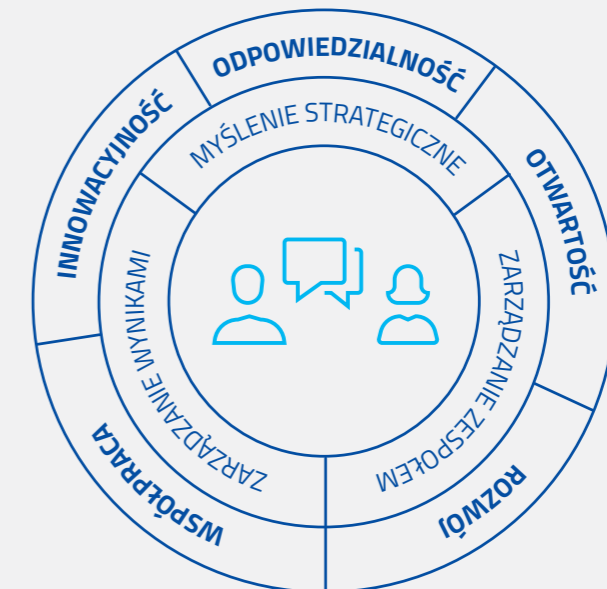 ODPOWIEDZIALNOŚĆ
OTWARTOŚĆ
ROZWÓJ
WSPÓŁPRACA
INNOWACYJNOŚĆ
MYŚLENIE STRATEGICZNE
ZARZĄDZANIE ZESPOŁEM
ZARZĄDZANIE WYNIKAMI